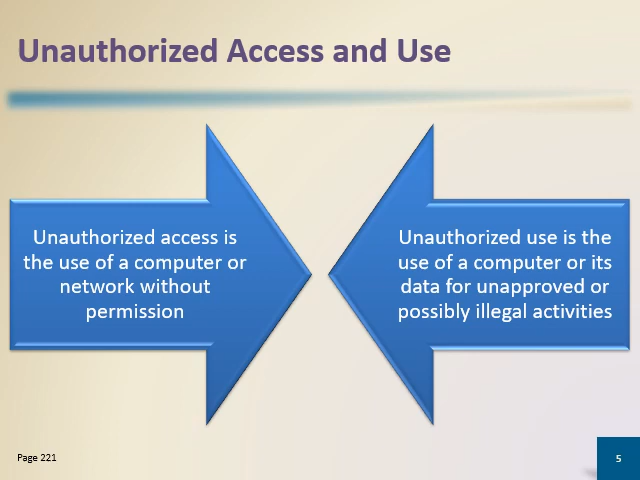 Unauthorized Access and Use
Unauthorized access is
the use of a computer or
network without
permission
Unauthorized use is the
use of a computer or its
data for unapproved or
possibly illegal activities
Page 221
5